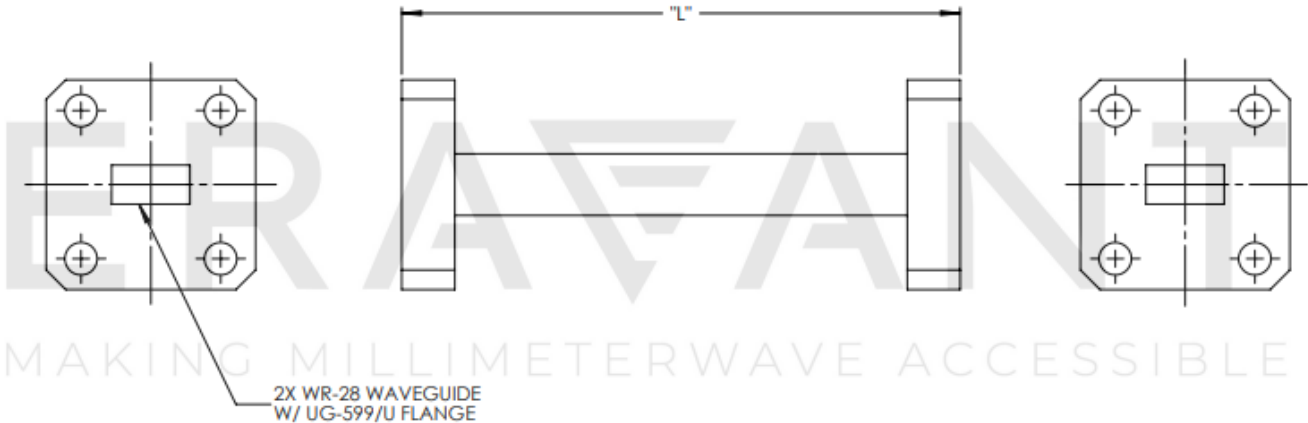 "L"
ERAVANT
MAKING MILLIMETERWAVE ACCESSIBLE
2X WR-28 WAVEGUIDE
W/ UG-599/U FLANGE